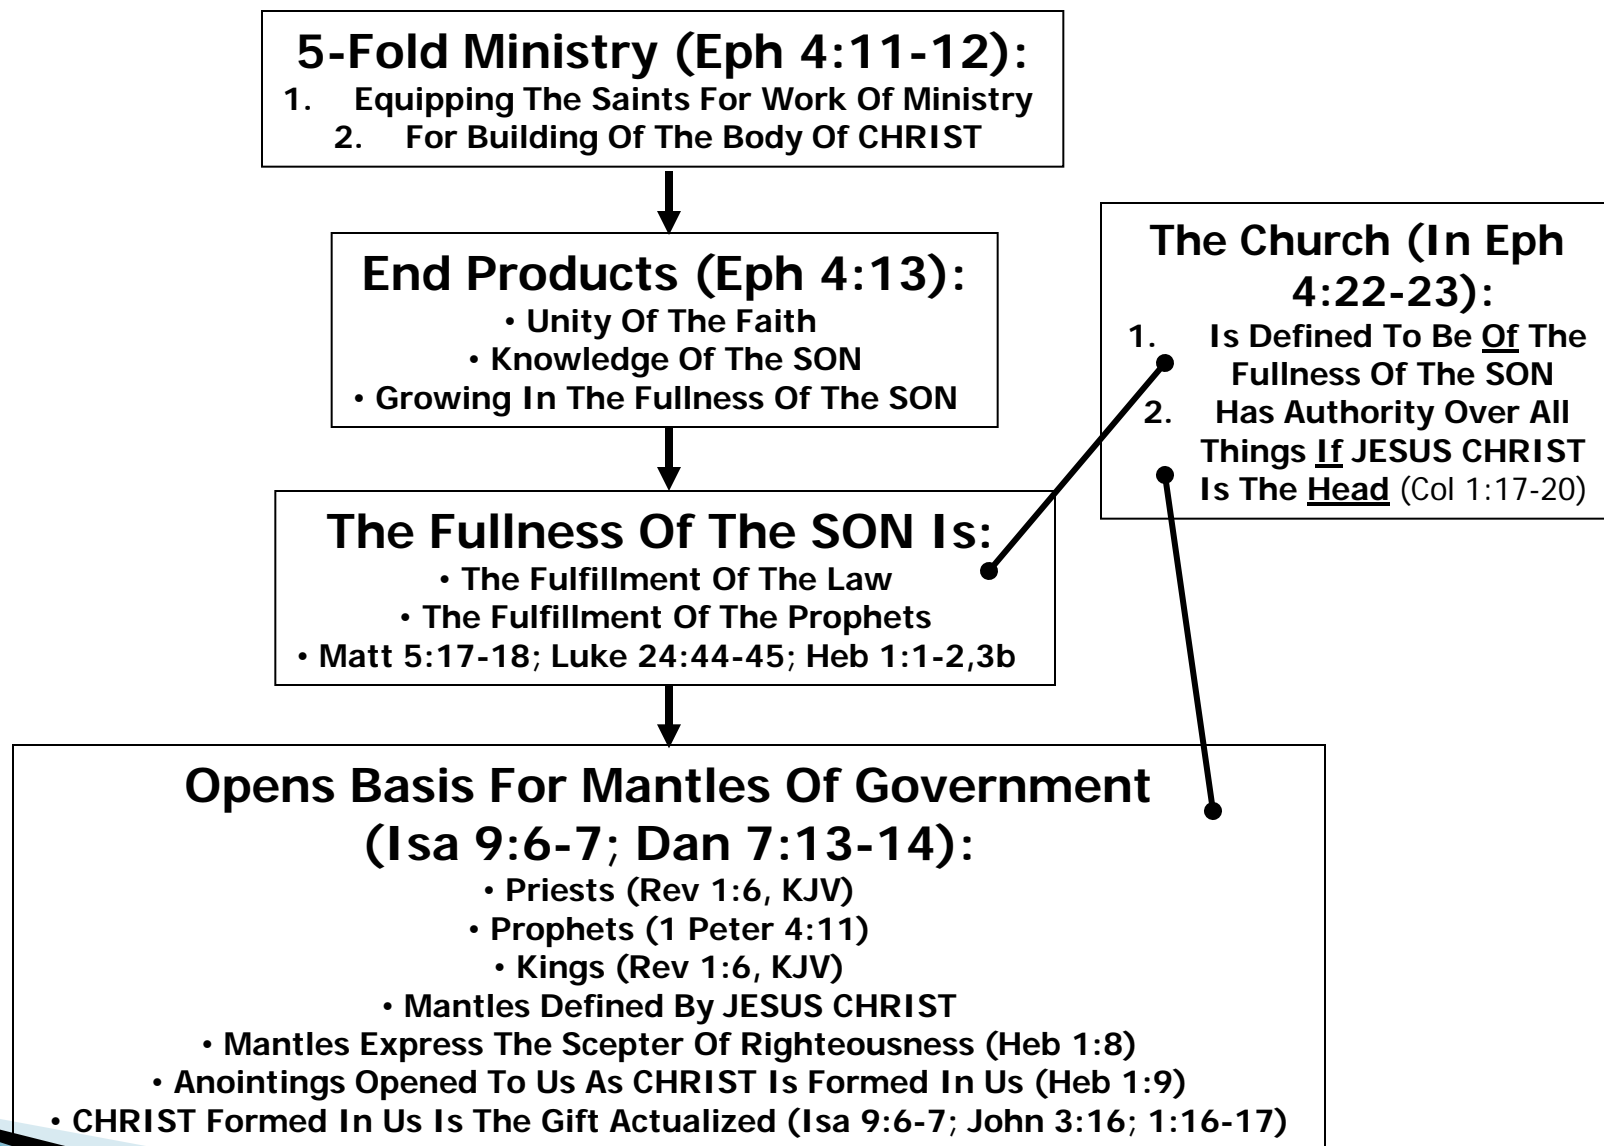 5-Fold Ministry (Eph 4:11-12):
1. Equipping The Saints For Work Of Ministry
2. For Building Of The Body Of CHRIST
End Products (Eph 4:13):
• Unity Of The Faith
• Knowledge Of The SON
• Growing In The Fullness Of The SON
The Church (In Eph
4:22-23):
1. Is Defined To Be Of The
Fullness Of The SON
2. Has Authority Over All
Things If JESUS CHRIST
Is The Head (Col 1:17-20)
The Fullness Of The SON Is:
• The Fulfillment Of The Law
• The Fulfillment Of The Prophets
• Matt 5:17-18; Luke 24:44-45; Heb 1:1-2,3b
Opens Basis For Mantles Of Government
(Isa 9:6-7; Dan 7:13-14):
• Priests (Rev 1:6, KJV)
• Prophets (1 Peter 4:11)
• Kings (Rev 1:6, KJV)
• Mantles Defined By JESUS CHRIST
• Mantles Express The Scepter Of Righteousness (Heb 1:8)
• Anointings Opened To Us As CHRIST Is Formed In Us (Heb 1:9)
• CHRIST Formed In Us Is The Gift Actualized (Isa 9:6-7; John 3:16; 1:16-17)